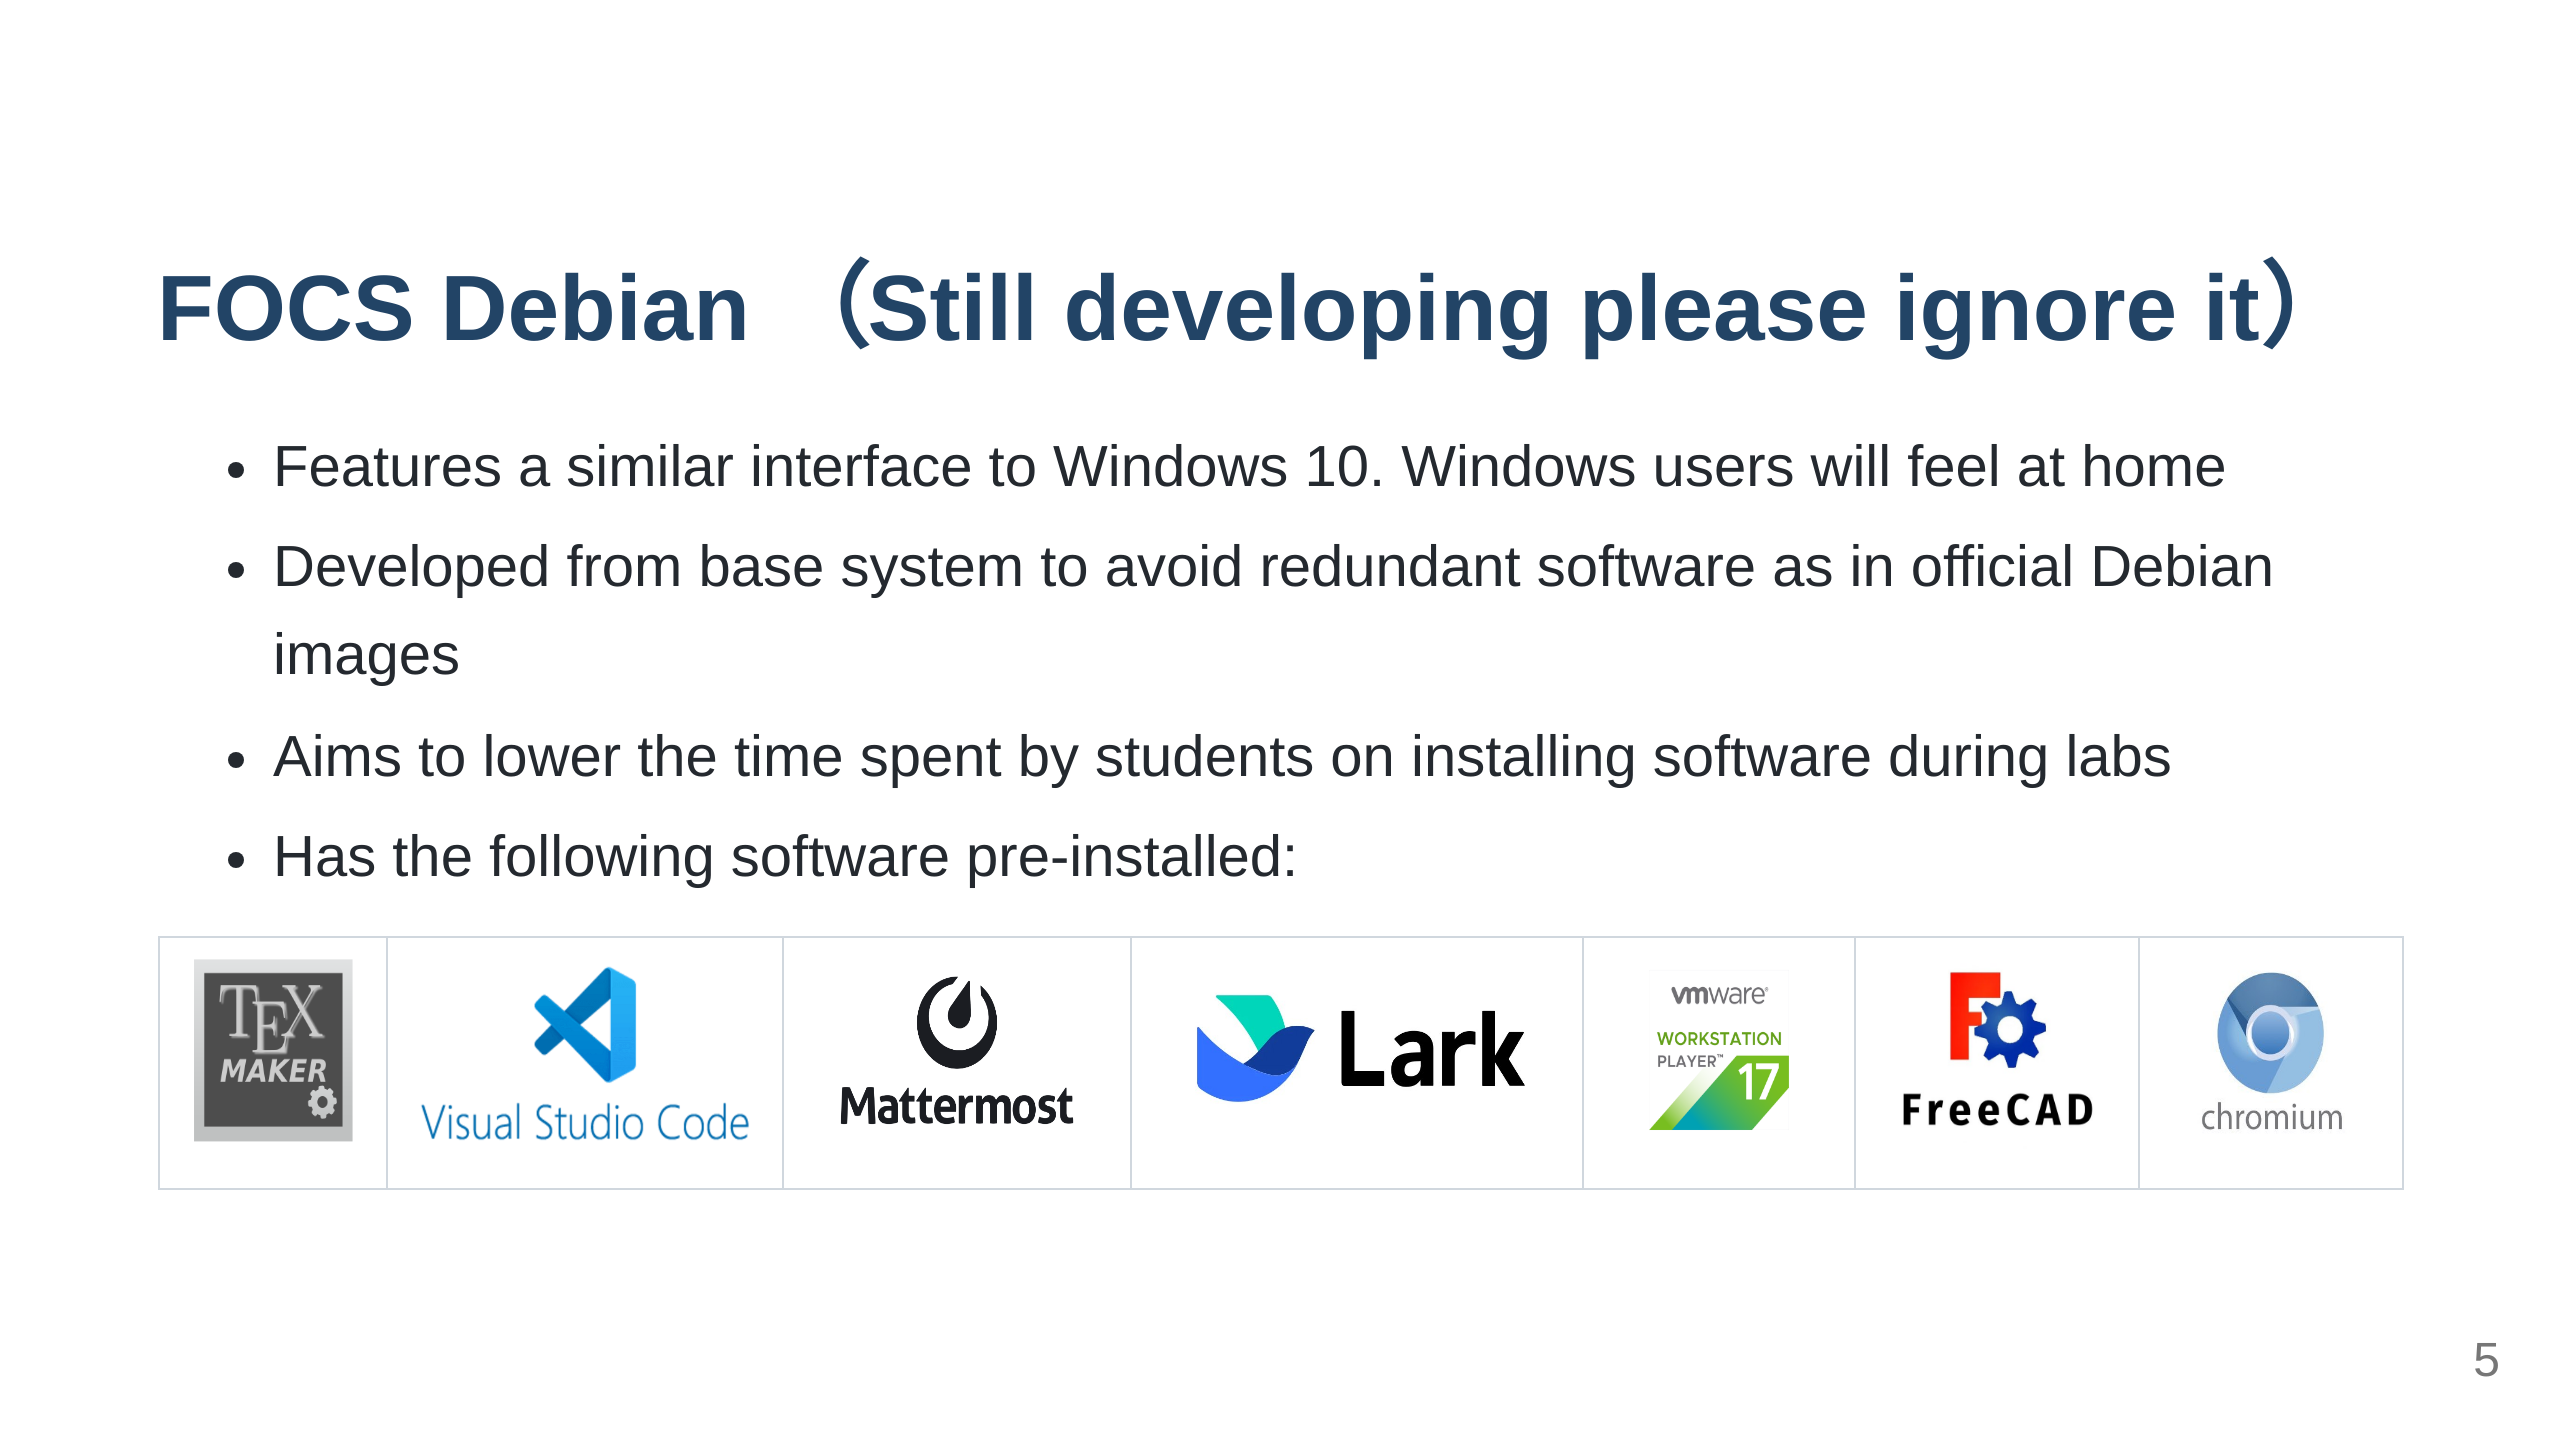 FOCS Debian （Still developing please ignore it）
• Features a similar interface to Windows 10. Windows users will feel at home
• Developed from base system to avoid redundant software as in official Debian
images
• Aims to lower the time spent by students on installing software during labs
• Has the following software pre-installed:
TEX
MAKER
Visual Studio Code
Mattermost
Lark
vmware®
WORKSTATION
PLAYER™
17
FreeCAD
chromium
5